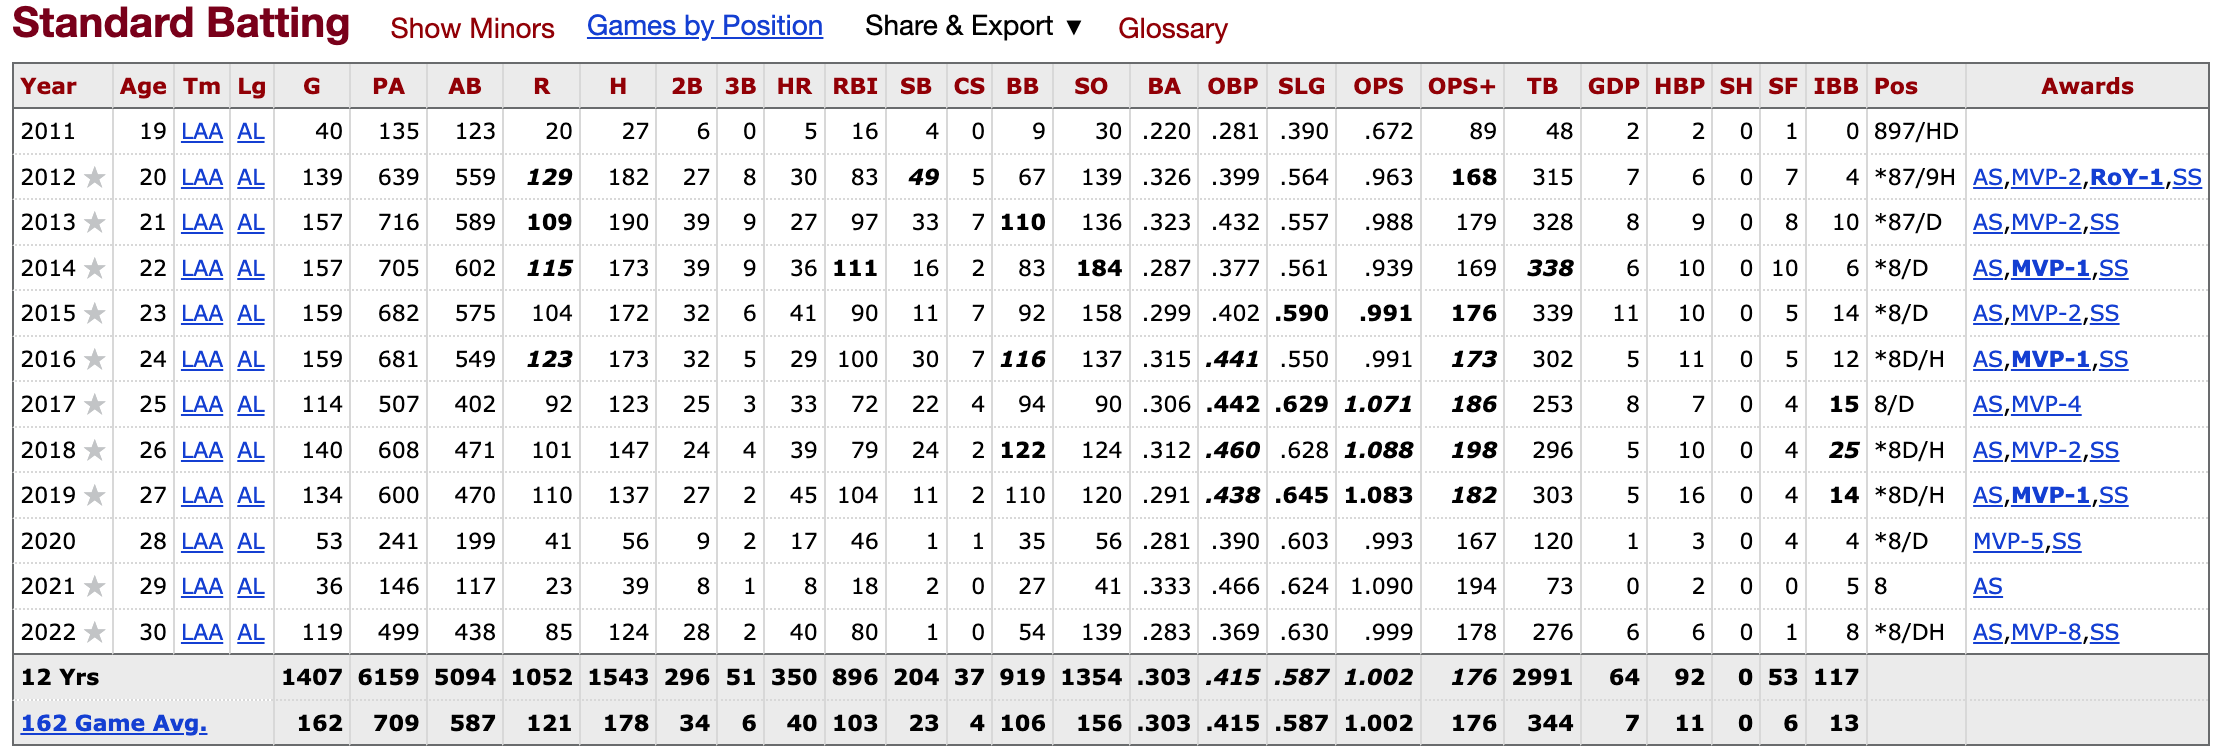 Standard Batting Show Minors Games by Position Share & Export ▼ Glossary
Year Age Tm Lg G PA AB R H 2B 3B HR RBI SB CS BB SO BA OBP SLG OPS OPS+ TB GDP HBP SH SF IBB Pos Awards
2011 19 LAA AL 40 135 123 20 27 6 0 5 16 4 0 9 30 .220 .281 .390 .672 89 48 2 2 0 1 0 897/HD
2012 ★ 20 LAA AL 139 639 559 129 182 27 8 30 83 49 5 67 139 .326 .399 .564 .963 168 315 7 6 0 7 4 *87/9H AS,MVP-2,RoY-1,SS
2013 ★ 21 LAA AL 157 716 589 109 190 39 9 27 97 33 7 110 136 .323 .432 .557 .988 179 328 8 9 0 8 10 *87/D AS,MVP-2,SS
2014 ★ 22 LAA AL 157 705 602 115 173 39 9 36 111 16 2 83 184 .287 .377 .561 .939 169 338 6 10 0 10 6 *8/D AS,MVP-1,SS
2015 ★ 23 LAA AL 159 682 575 104 172 32 6 41 90 11 7 92 158 .299 .402 .590 .991 176 339 11 10 0 5 14 *8/D AS,MVP-2,SS
2016 ★ 24 LAA AL 159 681 549 123 173 32 5 29 100 30 7 116 137 .315 .441 .550 .991 173 302 5 11 0 5 12 *8D/H AS,MVP-1,SS
2017 ★ 25 LAA AL 114 507 402 92 123 25 3 33 72 22 4 94 90 .306 .442 .629 1.071 186 253 8 7 0 4 15 8/D AS,MVP-4
2018 ★ 26 LAA AL 140 608 471 101 147 24 4 39 79 24 2 122 124 .312 .460 .628 1.088 198 296 5 10 0 4 25 *8D/H AS,MVP-2,SS
2019 ★ 27 LAA AL 134 600 470 110 137 27 2 45 104 11 2 110 120 .291 .438 .645 1.083 182 303 5 16 0 4 14 *8D/H AS,MVP-1,SS
2020 28 LAA AL 53 241 199 41 56 9 2 17 46 1 1 35 56 .281 .390 .603 .993 167 120 1 3 0 4 4 *8/D MVP-5,SS
2021 ★ 29 LAA AL 36 146 117 23 39 8 1 8 18 2 0 27 41 .333 .466 .624 1.090 194 73 0 2 0 0 5 8 AS
2022 ★ 30 LAA AL 119 499 438 85 124 28 2 40 80 1 0 54 139 .283 .369 .630 .999 178 276 6 6 0 1 8 *8/DH AS,MVP-8,SS
12 Yrs 1407 6159 5094 1052 1543 296 51 350 896 204 37 919 1354 .303 .415 .587 1.002 176 2991 64 92 0 53 117
162 Game Avg. 162 709 587 121 178 34 6 40 103 23 4 106 156 .303 .415 .587 1.002 176 344 7 11 0 6 13